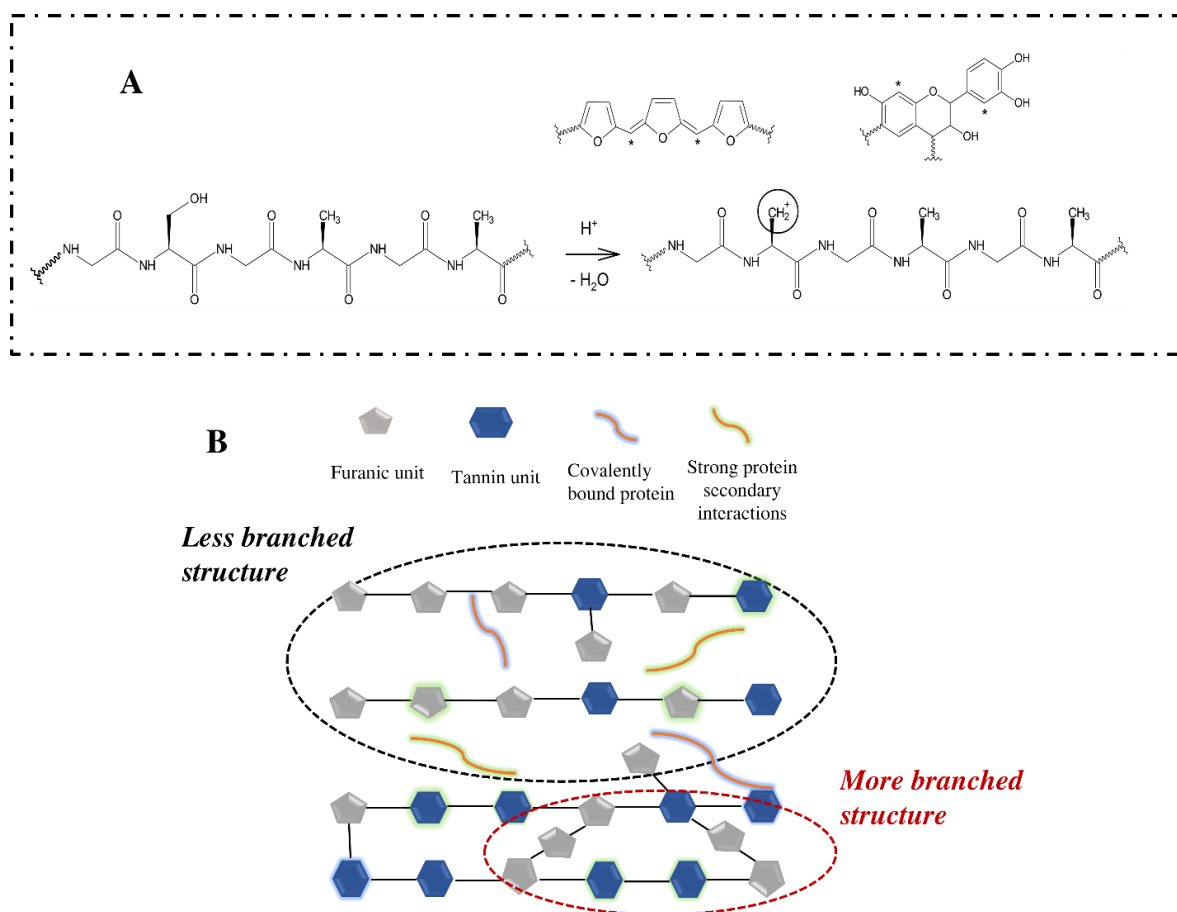 A
OH
HO
O
*
*
OH
OH
O
O
O
*
*
OH
OH
O
O
CH3
O
CH3
NH
NH
NH
NH
NH
NH
O
O
O
H+
- H2O
O
CH2+
O
CH3
O
CH3
NH
NH
NH
NH
NH
NH
O
O
O
B
Furanic unit
Tannin unit
Covalently
bound protein
Strong protein
secondary
interactions
Less branched
structure
More branched
structure